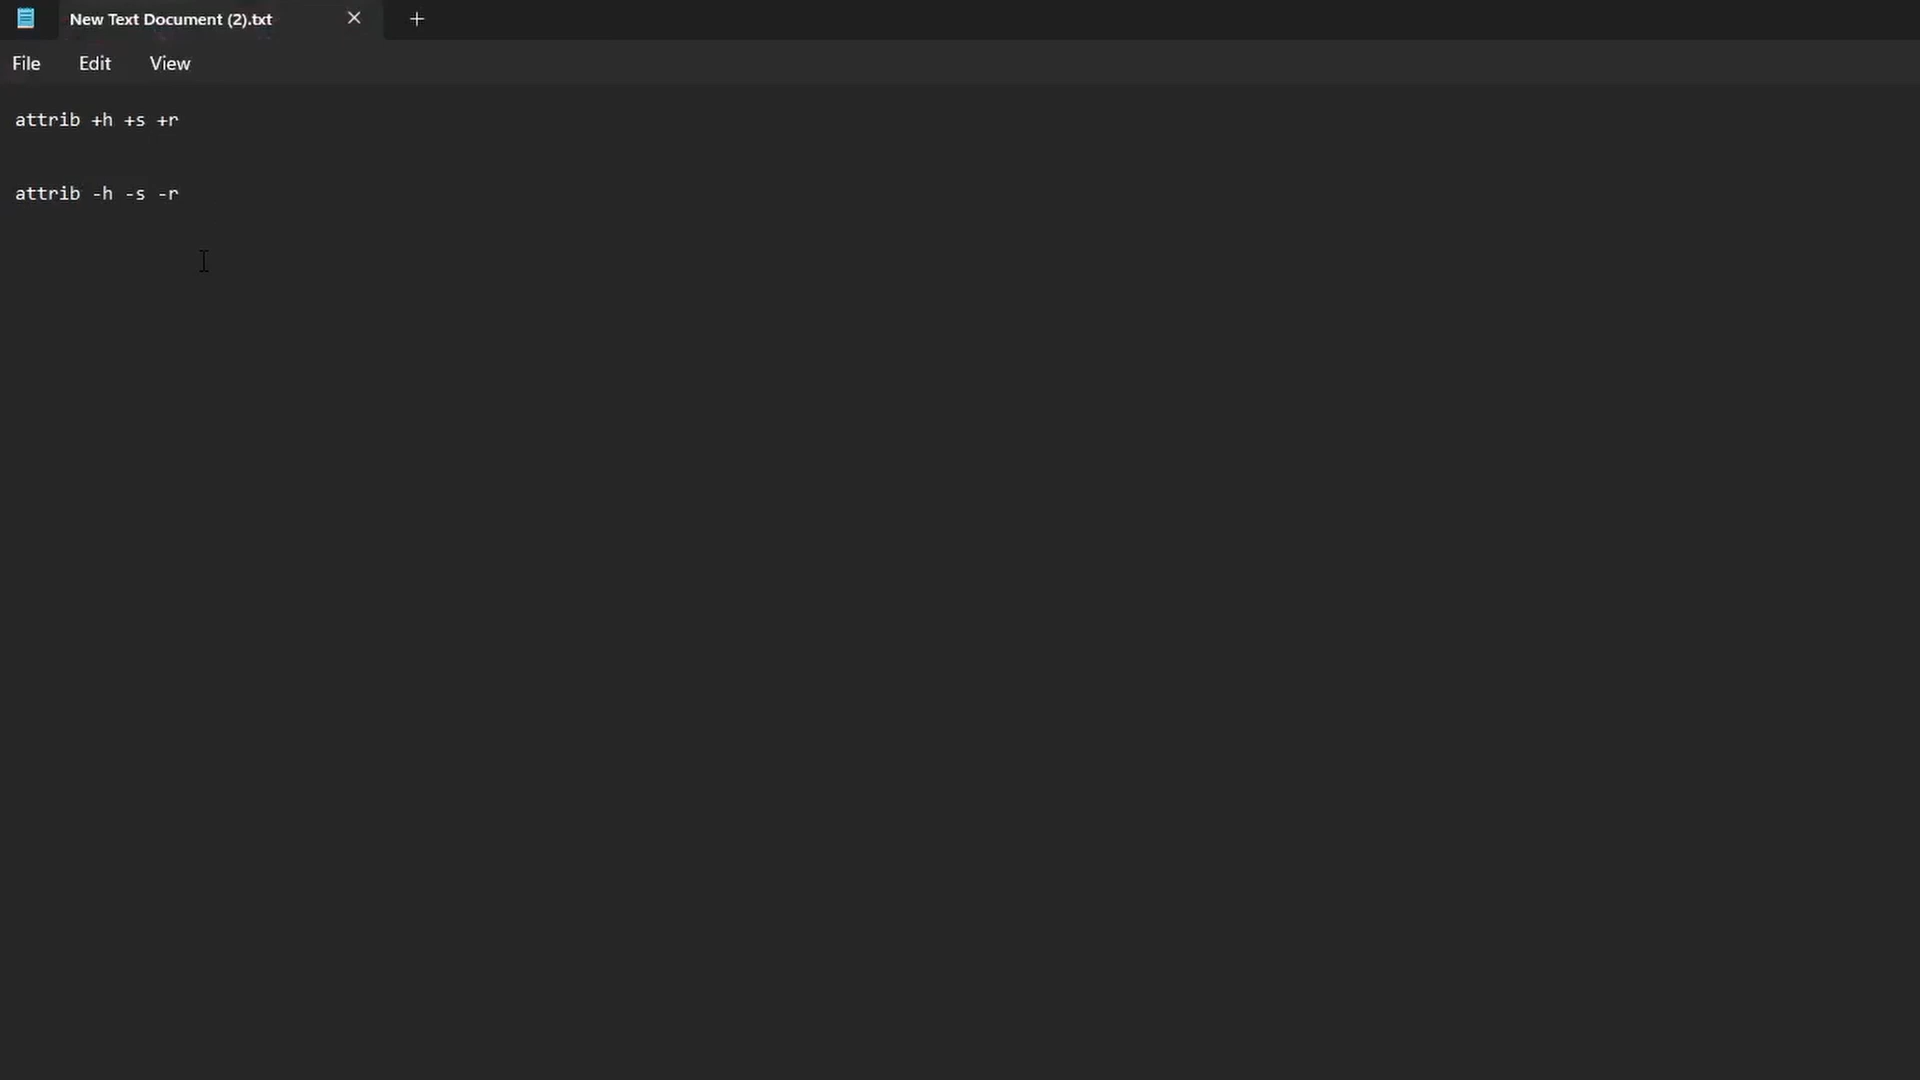 New Text Document (2).txt
File Edit View
attrib +h +s +r
attrib -h -s -r